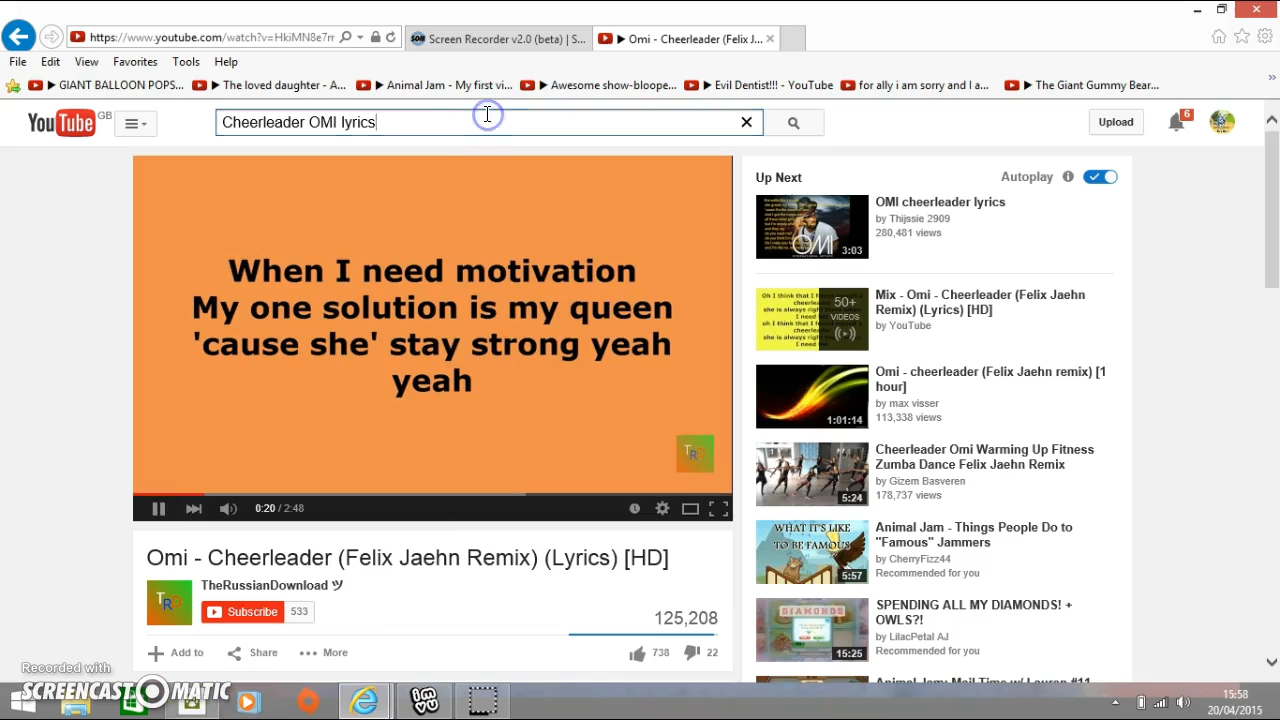 https://www.youtube.com/watch?v=HkiMN8e7m
Screen Recorder v2.0 (beta) | S...
Omi - Cheerleader (Felix J...
File Edit View Favorites Tools Help
GIANT BALLOON POPS...
The loved daughter - A...
Animal Jam - My first vi...
Awesome show-bloope...
Evil Dentist!!! - YouTube
for ally i am sorry and I a...
The Giant Gummy Bear...
YouTube GB
Cheerleader OMI lyrics
Upload
6
When I need motivation
My one solution is my queen
'cause she' stay strong yeah
yeah
TRD
0:20 / 2:48
Omi - Cheerleader (Felix Jaehn Remix) (Lyrics) [HD]
TheRussianDownload ツ
Subscribe 533
125,208
Add to Share More
738 22
Up Next
Autoplay
OMI cheerleader lyrics
by Thijssie 2909
280,481 views
OMI
3:03
Mix - Omi - Cheerleader (Felix Jaehn
Remix) (Lyrics) [HD]
by YouTube
50+
VIDEOS
Omi - cheerleader (Felix Jaehn remix) [1
hour]
by max visser
113,338 views
1:01:14
Cheerleader Omi Warming Up Fitness
Zumba Dance Felix Jaehn Remix
by Gizem Basveren
178,737 views
5:24
Animal Jam - Things People Do to
"Famous" Jammers
by CherryFizz44
Recommended for you
WHAT IT'S LIKE
TO BE FAMOUS
5:57
SPENDING ALL MY DIAMONDS! +
OWLS?!
by LilacPetal AJ
Recommended for you
DIAMONDS
15:25
Animal Jam: Mail Time w/ Lauren #11
Recorded with
SCREENCAST-O-MATIC
15:58
20/04/2015